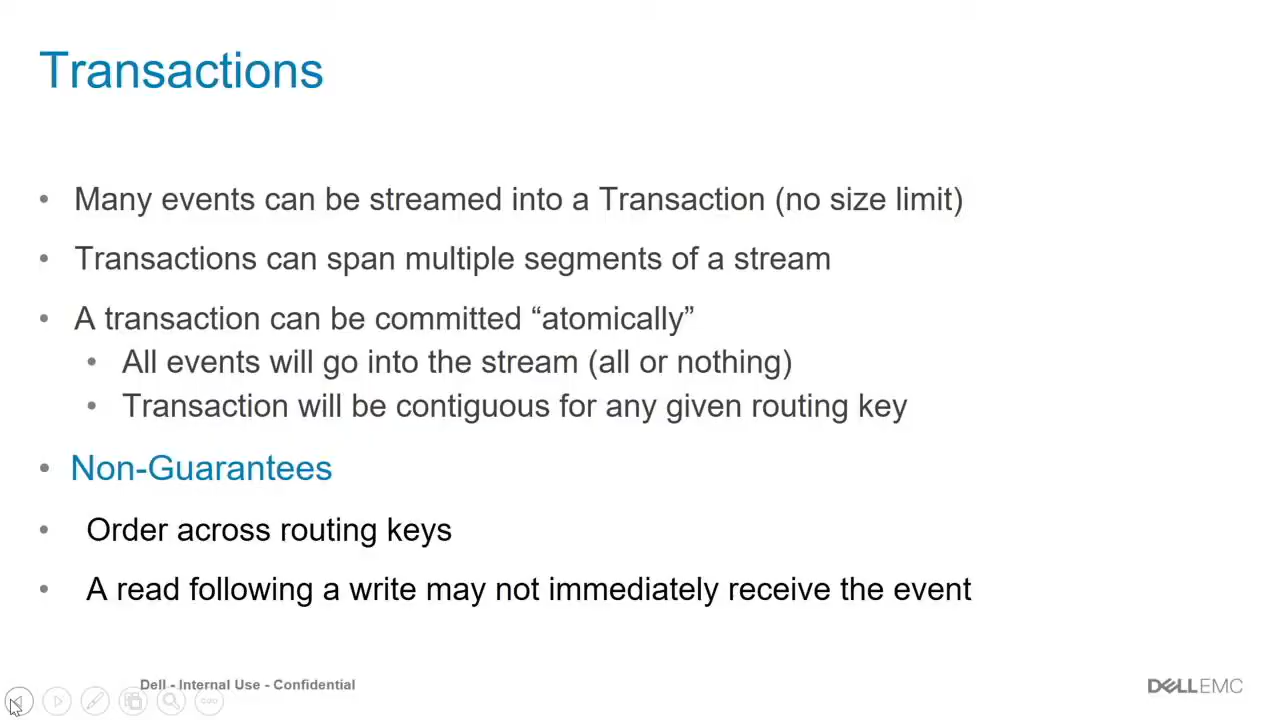 Transactions
• Many events can be streamed into a Transaction (no size limit)
• Transactions can span multiple segments of a stream
• A transaction can be committed “atomically”
• All events will go into the stream (all or nothing)
• Transaction will be contiguous for any given routing key
• Non-Guarantees
• Order across routing keys
• A read following a write may not immediately receive the event
Dell - Internal Use - Confidential
DELLEMC